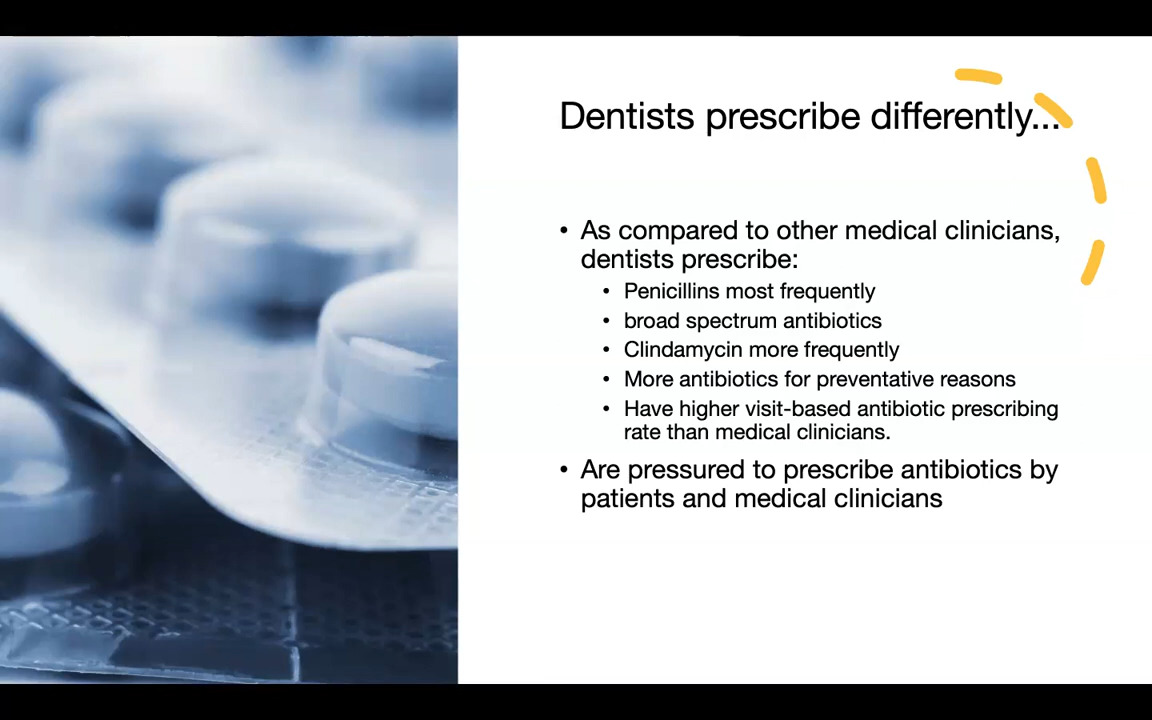 Dentists prescribe differently...
• As compared to other medical clinicians,
dentists prescribe:
• Penicillins most frequently
• broad spectrum antibiotics
• Clindamycin more frequently
• More antibiotics for preventative reasons
• Have higher visit-based antibiotic prescribing
rate than medical clinicians.
• Are pressured to prescribe antibiotics by
patients and medical clinicians